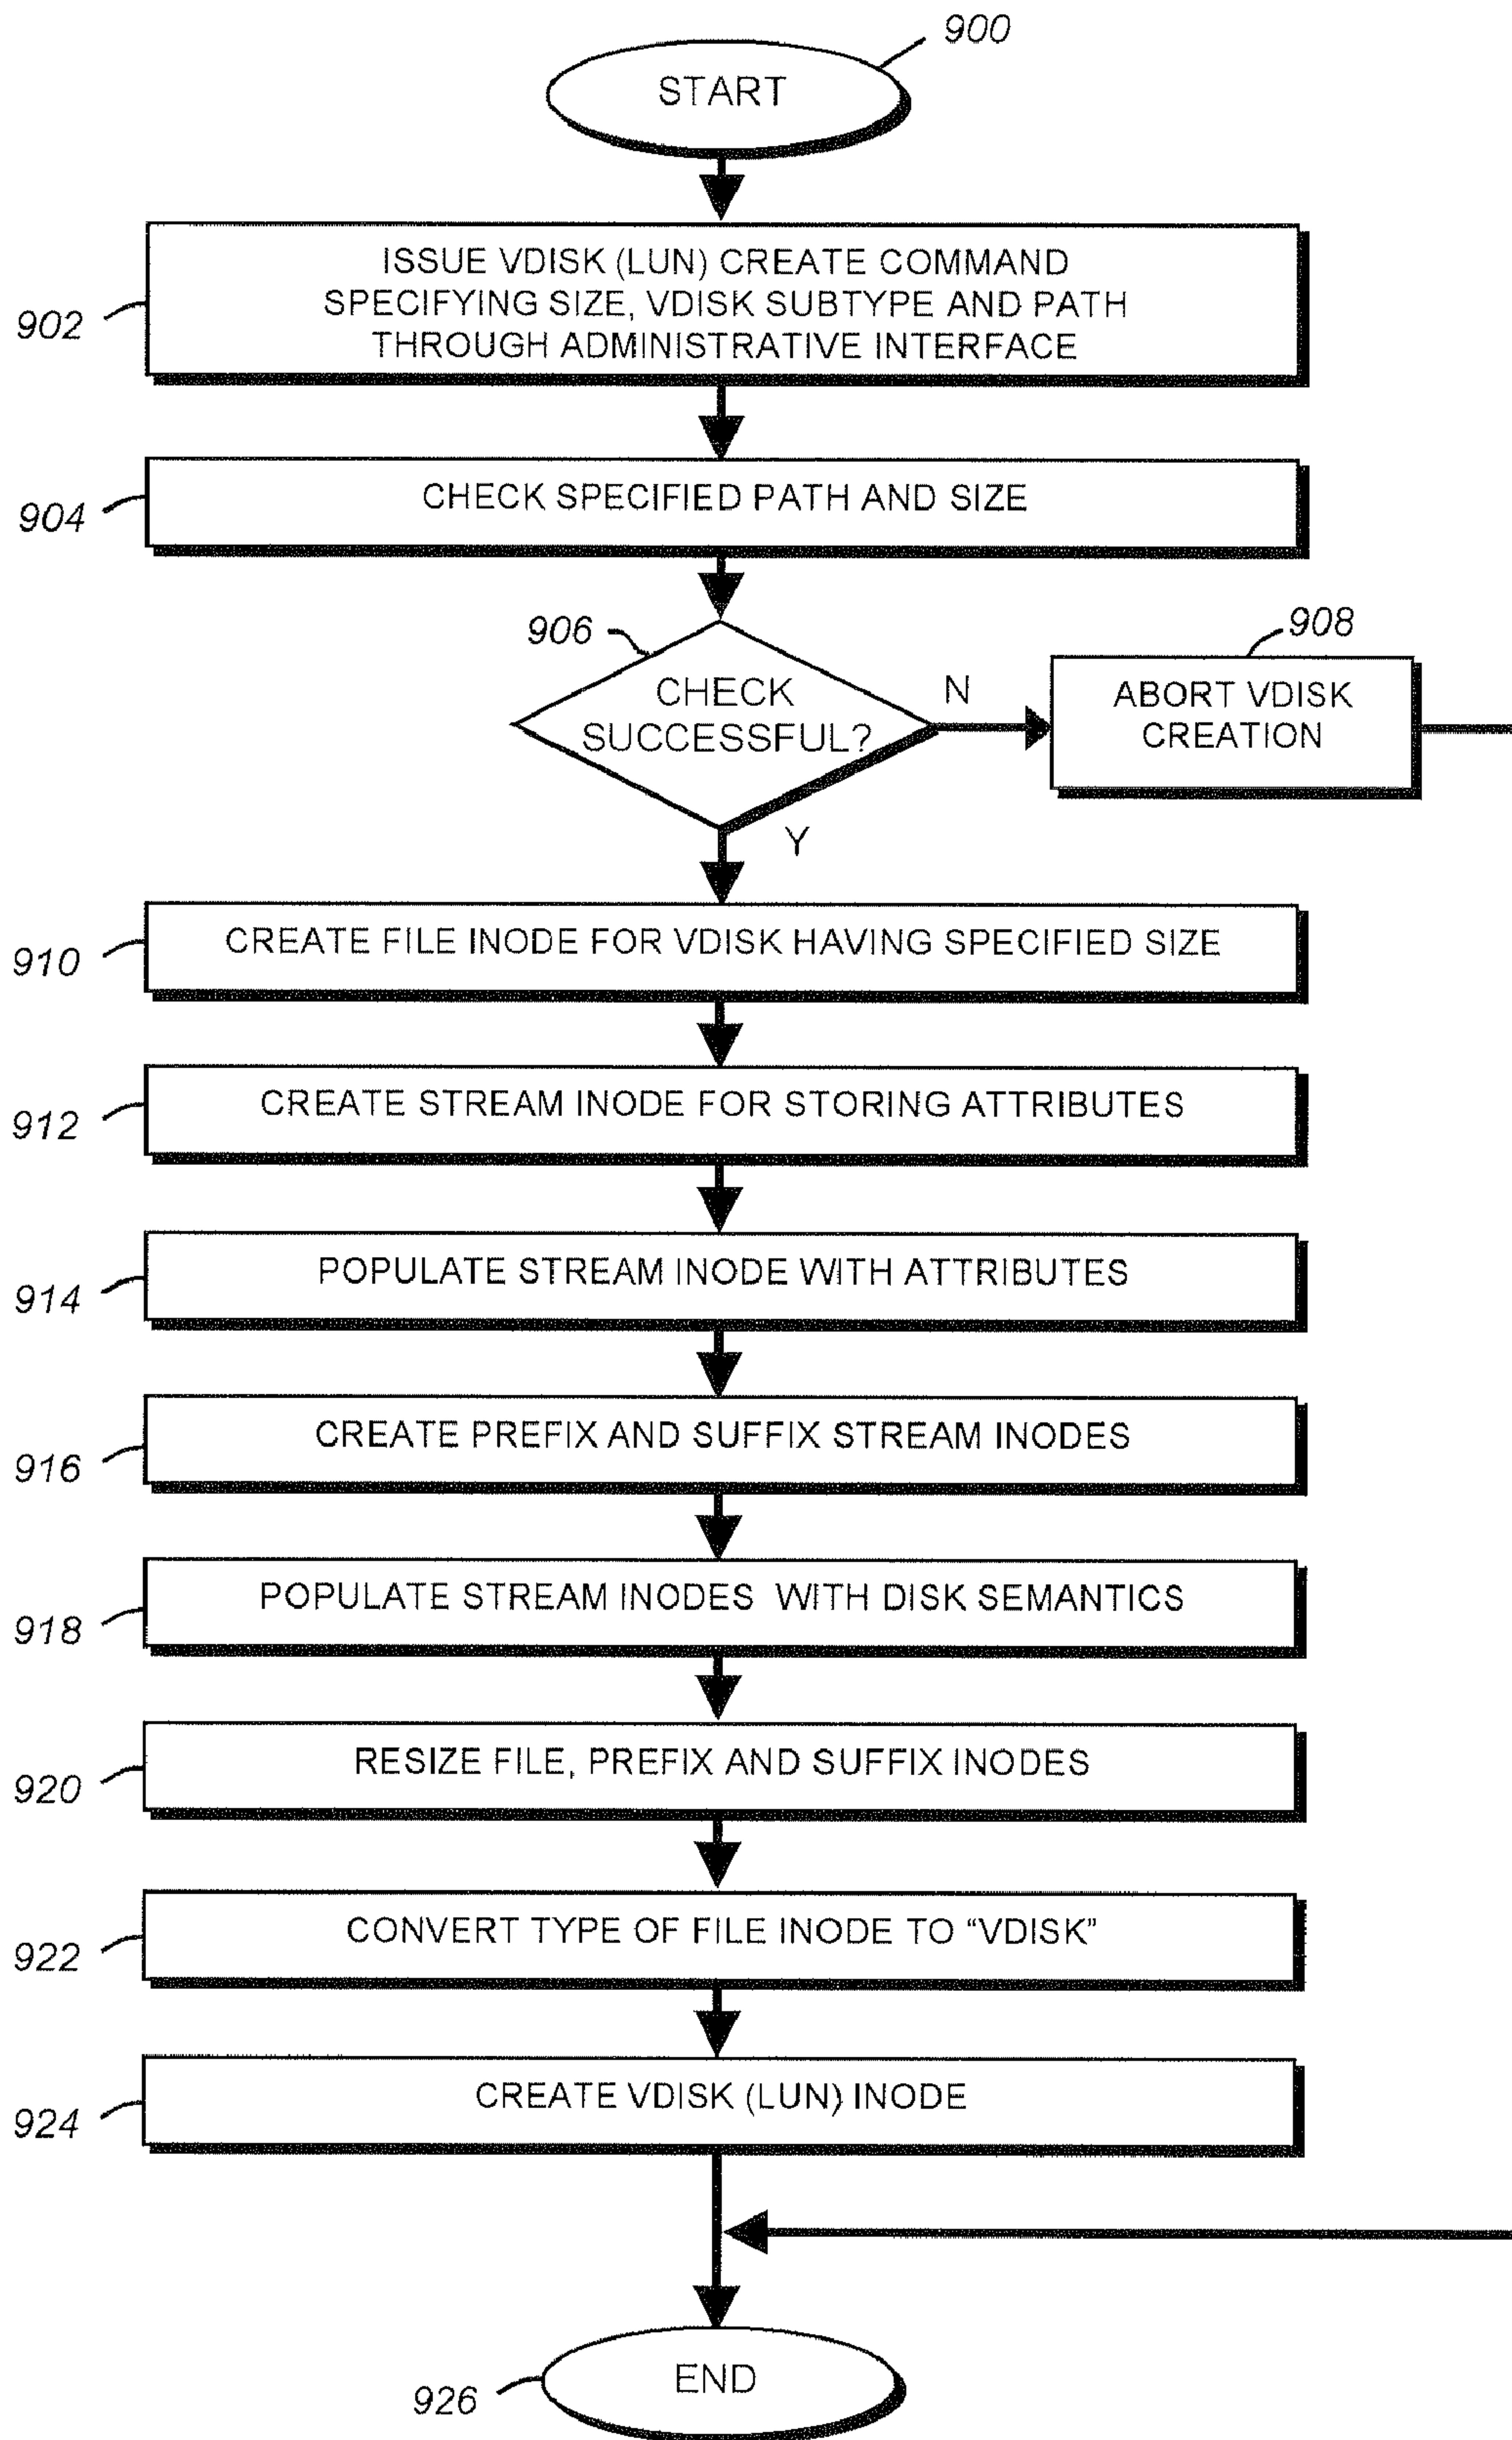 900
START
ISSUE VDISK (LUN) CREATE COMMAND
SPECIFYING SIZE, VDISK SUBTYPE AND PATH
THROUGH ADMINISTRATIVE INTERFACE
902
CHECK SPECIFIED PATH AND SIZE
904
906
CHECK
SUCCESSFUL?
N
908
ABORT VDISK
CREATION
Y
CREATE FILE INODE FOR VDISK HAVING SPECIFIED SIZE
910
CREATE STREAM INODE FOR STORING ATTRIBUTES
912
POPULATE STREAM INODE WITH ATTRIBUTES
914
CREATE PREFIX AND SUFFIX STREAM INODES
916
POPULATE STREAM INODES WITH DISK SEMANTICS
918
RESIZE FILE, PREFIX AND SUFFIX INODES
920
CONVERT TYPE OF FILE INODE TO “VDISK”
922
CREATE VDISK (LUN) INODE
924
END
926